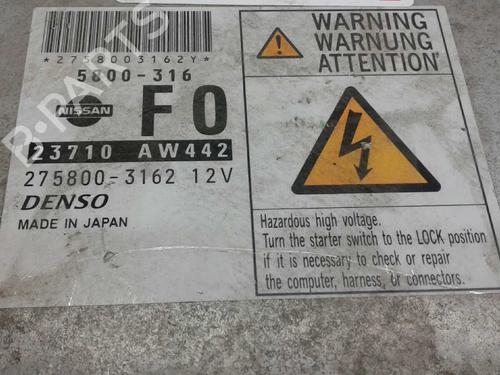 *2758003162Y*
5800-316
NISSAN
F0
23710 AW442
275800-3162 12V
DENSO
MADE IN JAPAN
WARNING
WARNUNG
ATTENTION
Hazardous high voltage.
Turn the starter switch to the LOCK position
if it is necessary to check or repair
the computer, harness, or connectors.
B-PARTS